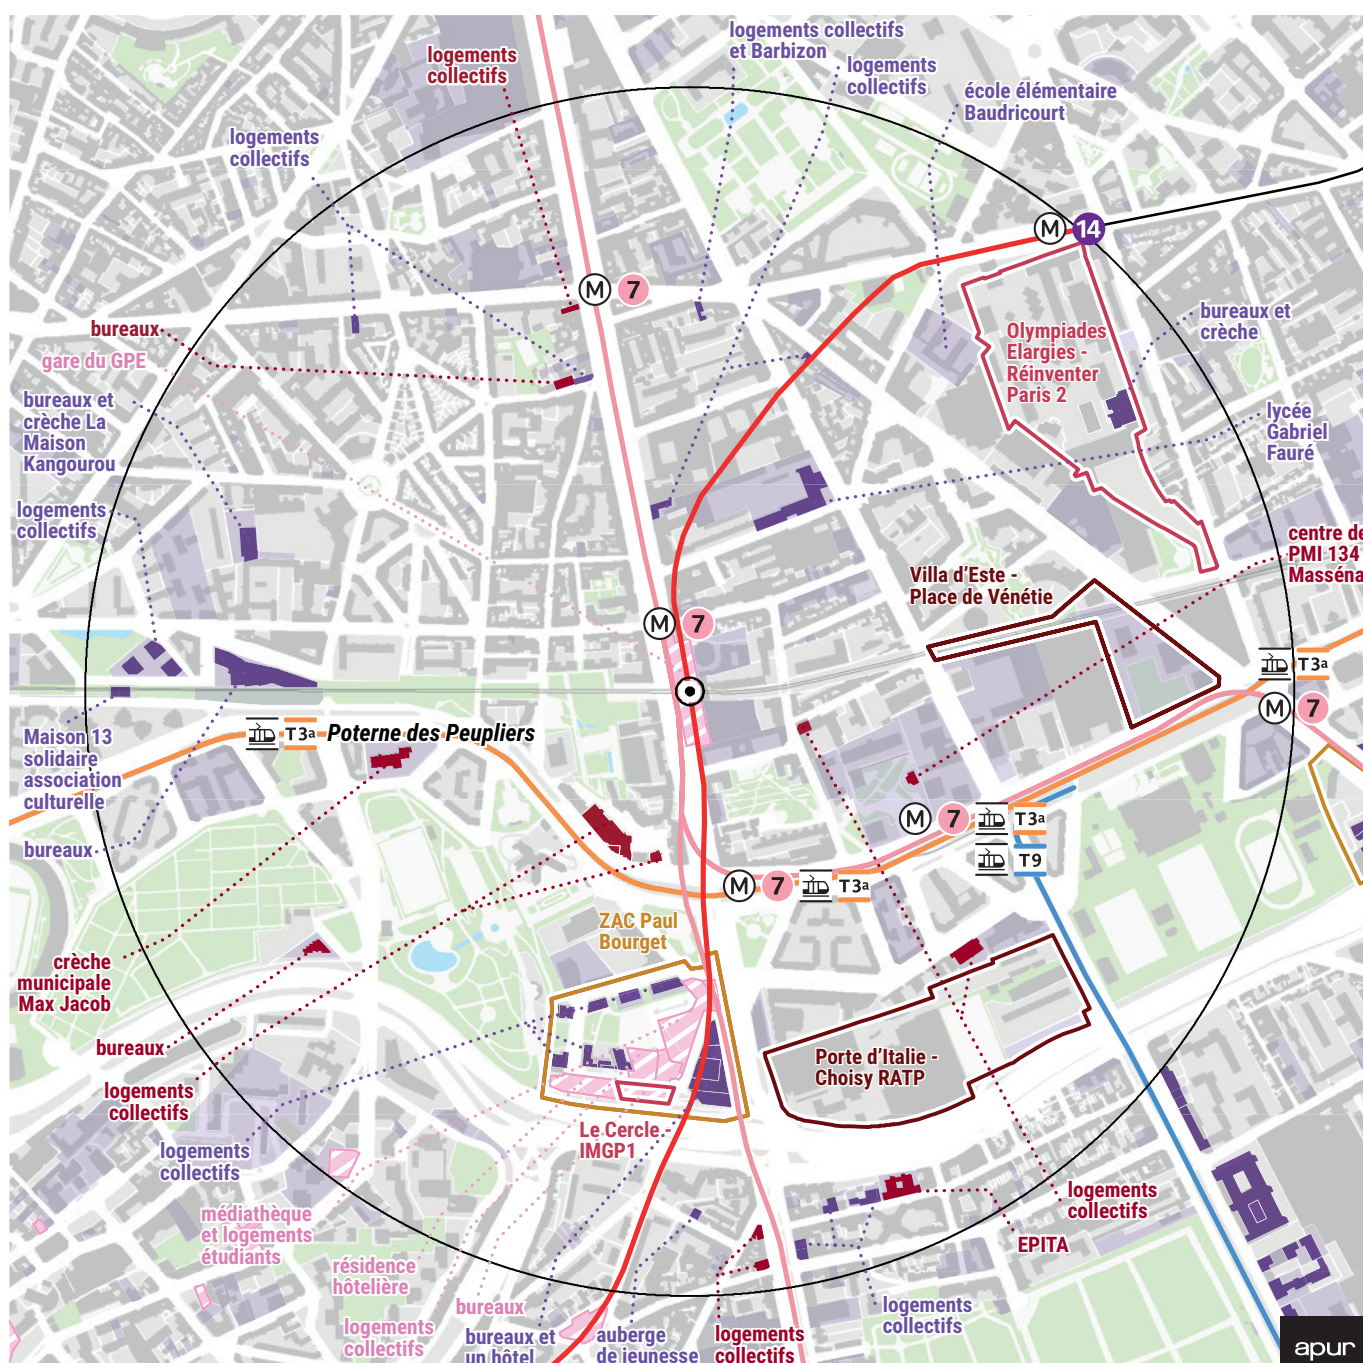 logements collectifs
et Barbizon
logements
collectifs
logements
collectifs
école élémentaire
Baudricourt
logements
collectifs
M 14
M 7
bureaux
gare du GPE
bureaux et
crèche
Olympiades
Elargies -
Réinventer
Paris 2
bureaux et
crèche La
Maison
Kangourou
lycée
Gabriel
Fauré
logements
collectifs
centre de
PMI 134
Masséna
Villa d'Este -
Place de Vénétie
M 7
T3a
M 7
Maison 13
solidaire
association
culturelle
T3a Poterne des Peupliers
M 7 T3a
T9
bureaux
M 7 T3a
ZAC Paul
Bourget
crèche
municipale
Max Jacob
bureaux
Porte d'Italie -
Choisy RATP
logements
collectifs
Le Cercle -
IMGP1
logements
collectifs
logements
collectifs
médiathèque
et logements
étudiants
EPITA
résidence
hôtelière
bureaux
logements
collectifs
logements
collectifs
bureaux et
un hôtel
auberge
de jeunesse
logements
collectifs
apur